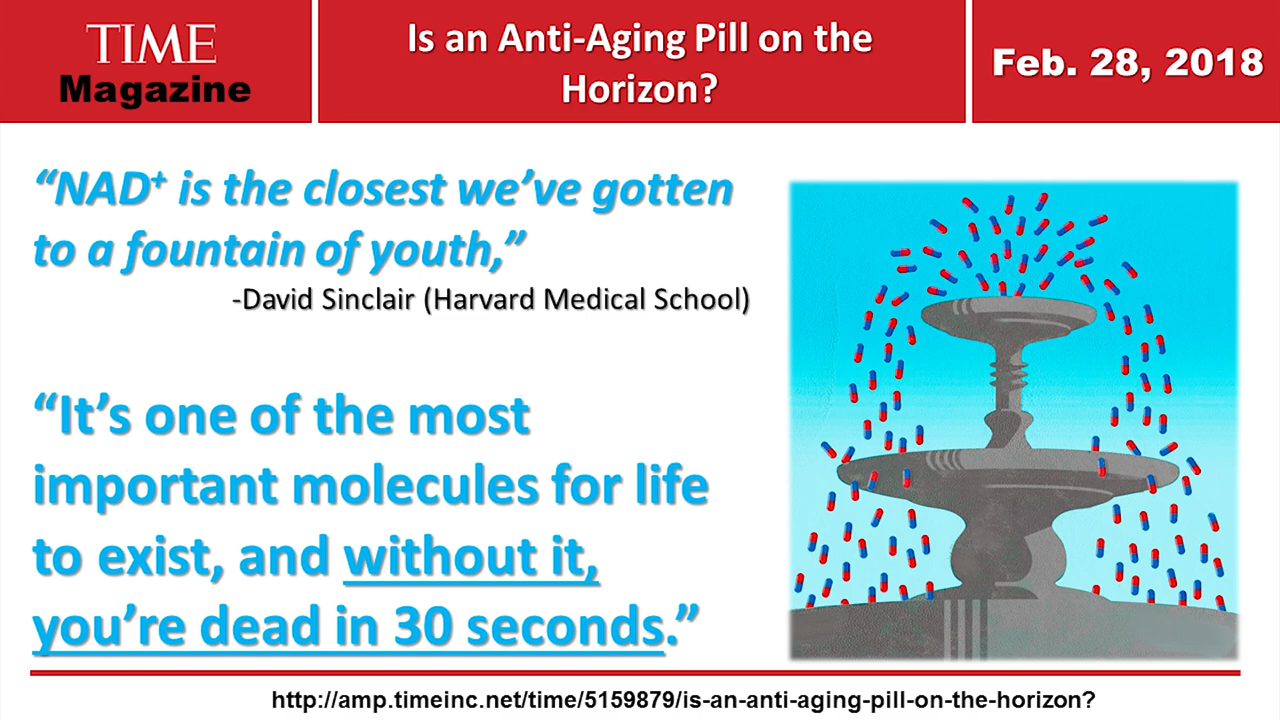 TIME
Magazine
Is an Anti-Aging Pill on the
Horizon?
Feb. 28, 2018
“NAD⁺ is the closest we’ve gotten
to a fountain of youth,”
-David Sinclair (Harvard Medical School)
“It’s one of the most
important molecules for life
to exist, and without it,
you’re dead in 30 seconds.”
http://amp.timeinc.net/time/5159879/is-an-anti-aging-pill-on-the-horizon?